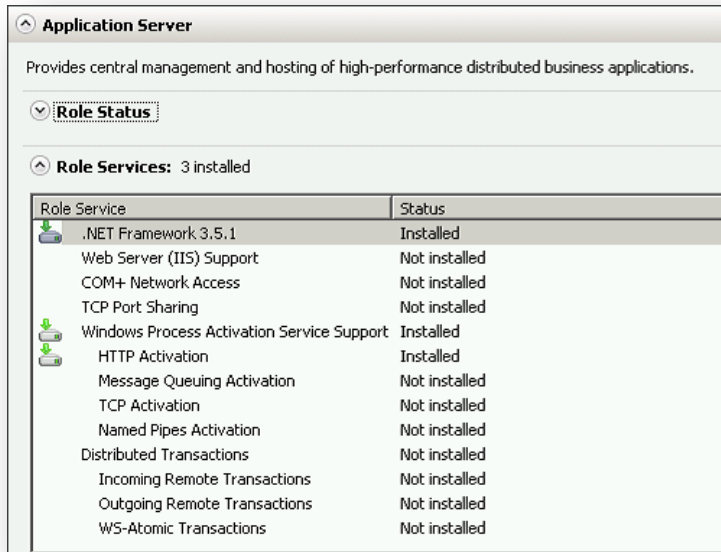 Application Server
Provides central management and hosting of high-performance distributed business applications.
Role Status
Role Services: 3 installed
Role Service Status
.NET Framework 3.5.1 Installed
Web Server (IIS) Support Not installed
COM+ Network Access Not installed
TCP Port Sharing Not installed
Windows Process Activation Service Support Installed
HTTP Activation Installed
Message Queuing Activation Not installed
TCP Activation Not installed
Named Pipes Activation Not installed
Distributed Transactions Not installed
Incoming Remote Transactions Not installed
Outgoing Remote Transactions Not installed
WS-Atomic Transactions Not installed